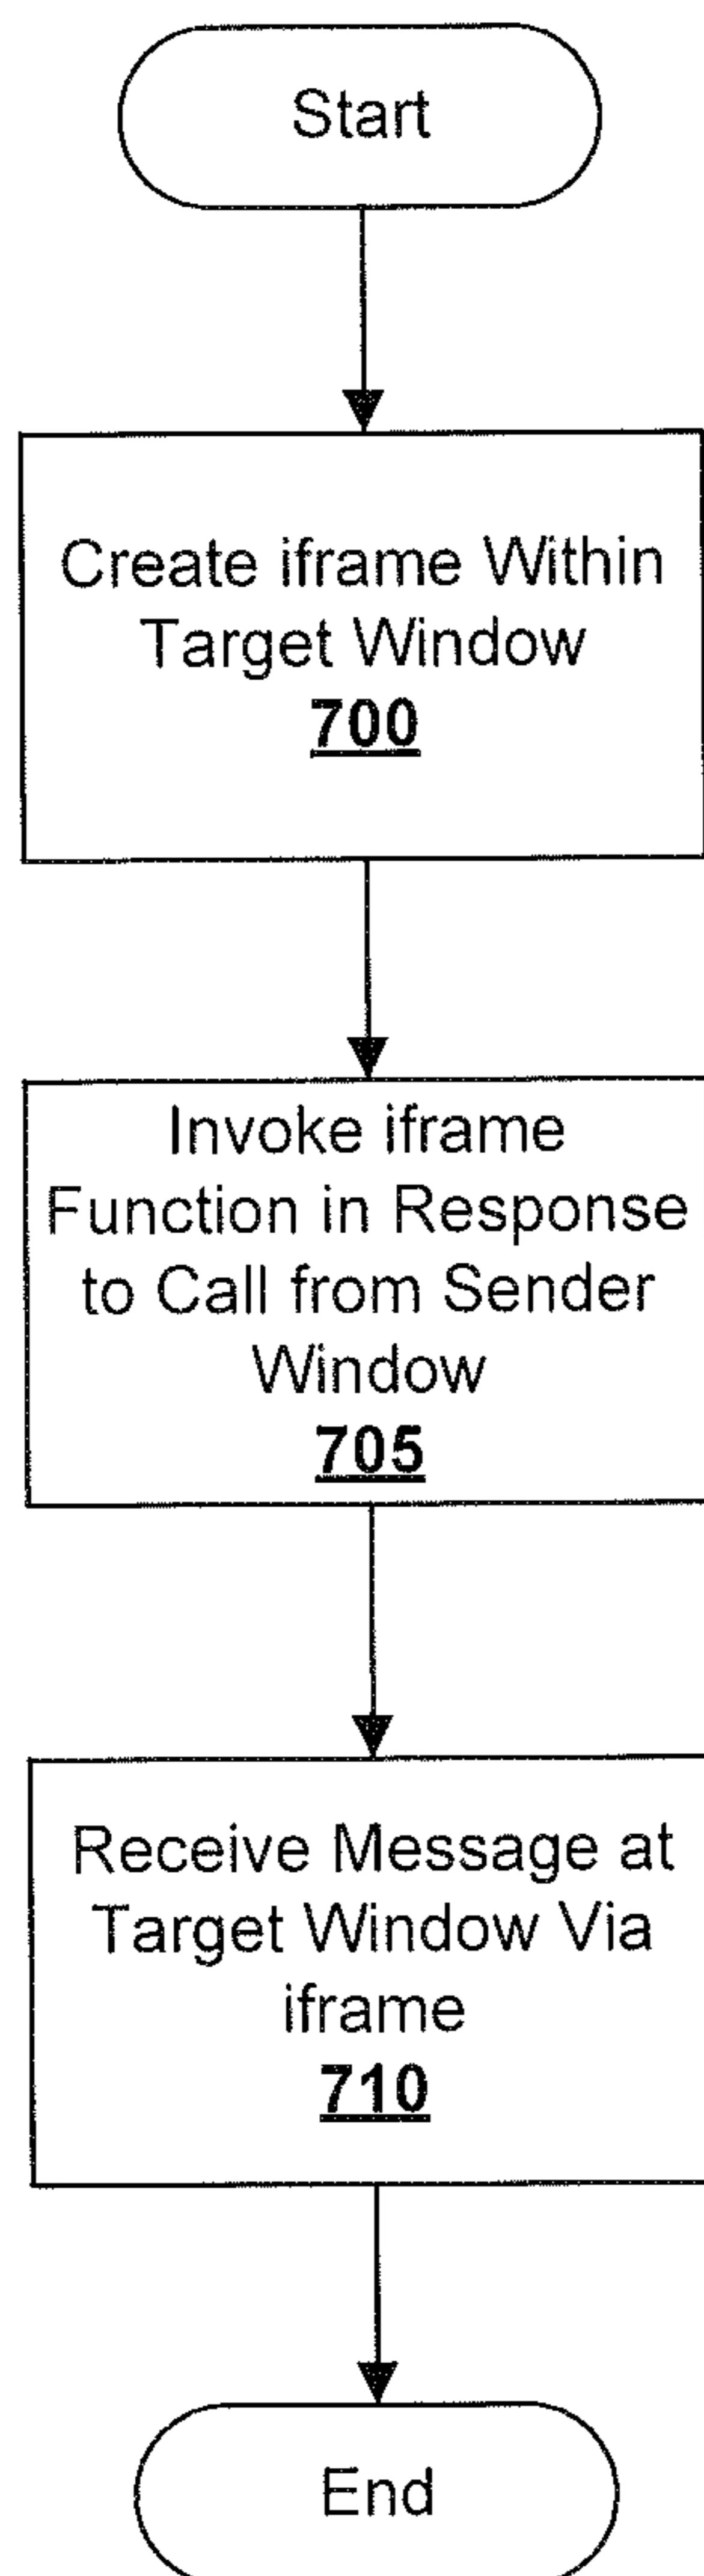 Start
Create iframe Within
Target Window
700
Invoke iframe
Function in Response
to Call from Sender
Window
705
Receive Message at
Target Window Via
iframe
710
End